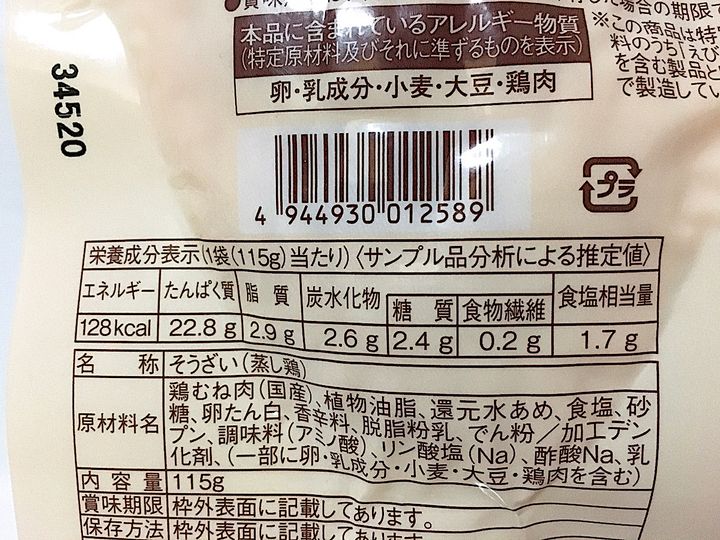 本品に含まれているアレルギー物質
(特定原材料及びそれに準ずるものを表示)
卵・乳成分・小麦・大豆・鶏肉
した場合の期限で
※この商品は特定
料のうち「えび
を含む製品と
で製造してい
34520
プラ
4 944930 012589
栄養成分表示(1袋(115g)当たり)〈サンプル品分析による推定値〉
エネルギー たんぱく質 脂質 炭水化物 糖質 食物繊維 食塩相当量
128kcal 22.8g 2.9g 2.6g 2.4g 0.2g 1.7g
名称 そうざい(蒸し鶏)
原材料名 鶏むね肉(国産)、植物油脂、還元水あめ、食塩、砂
糖、卵たん白、香辛料、脱脂粉乳、でん粉/加工デン
プン、調味料(アミノ酸)、リン酸塩(Na)、酢酸Na、乳
化剤、(一部に卵・乳成分・小麦・大豆・鶏肉を含む)
内容量 115g
賞味期限 枠外表面に記載してあります。
保存方法 枠外表面に記載してあります。